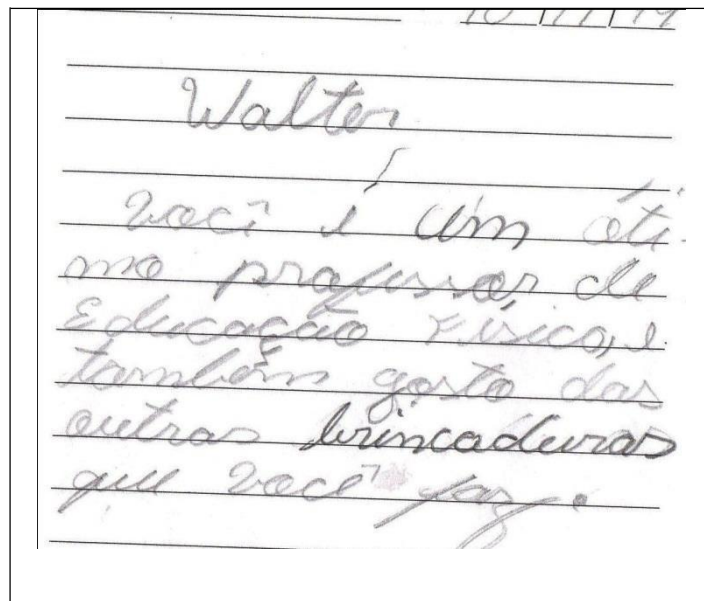 Walter
Você é um óti
mo professor de
Educação Física, e
também gosto das
outras brincadeiras
que você faz.